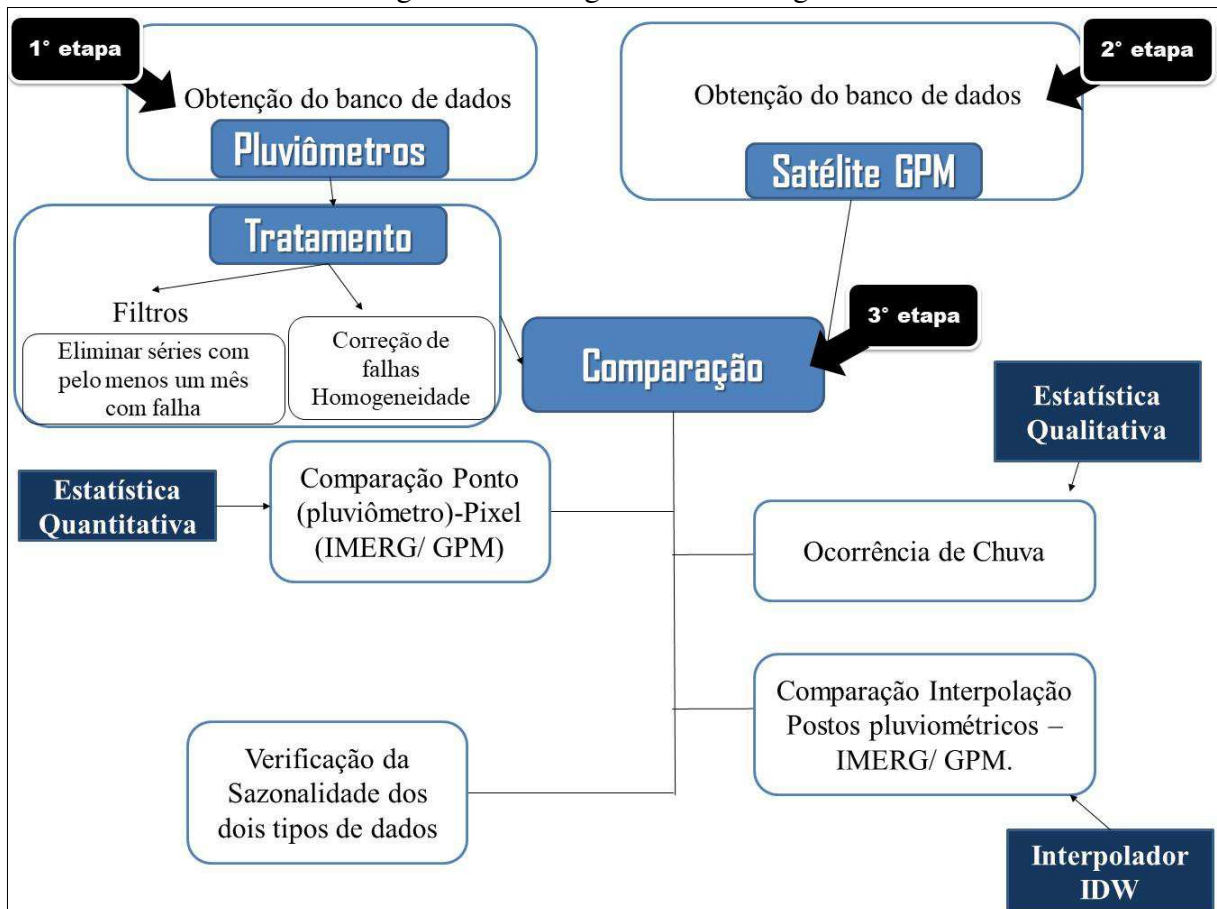 1° etapa
Obtenção do banco de dados
Pluviômetros
2° etapa
Obtenção do banco de dados
Satélite GPM
Tratamento
Filtros
Eliminar séries com
pelo menos um mês
com falha
Correção de
falhas
Homogeneidade
3° etapa
Comparação
Estatística
Quantitativa
Comparação Ponto
(pluviômetro)-Pixel
(IMERG/ GPM)
Estatística
Qualitativa
Ocorrência de Chuva
Comparação Interpolação
Postos pluviométricos –
IMERG/ GPM.
Verificação da
Sazonalidade dos
dois tipos de dados
Interpolador
IDW